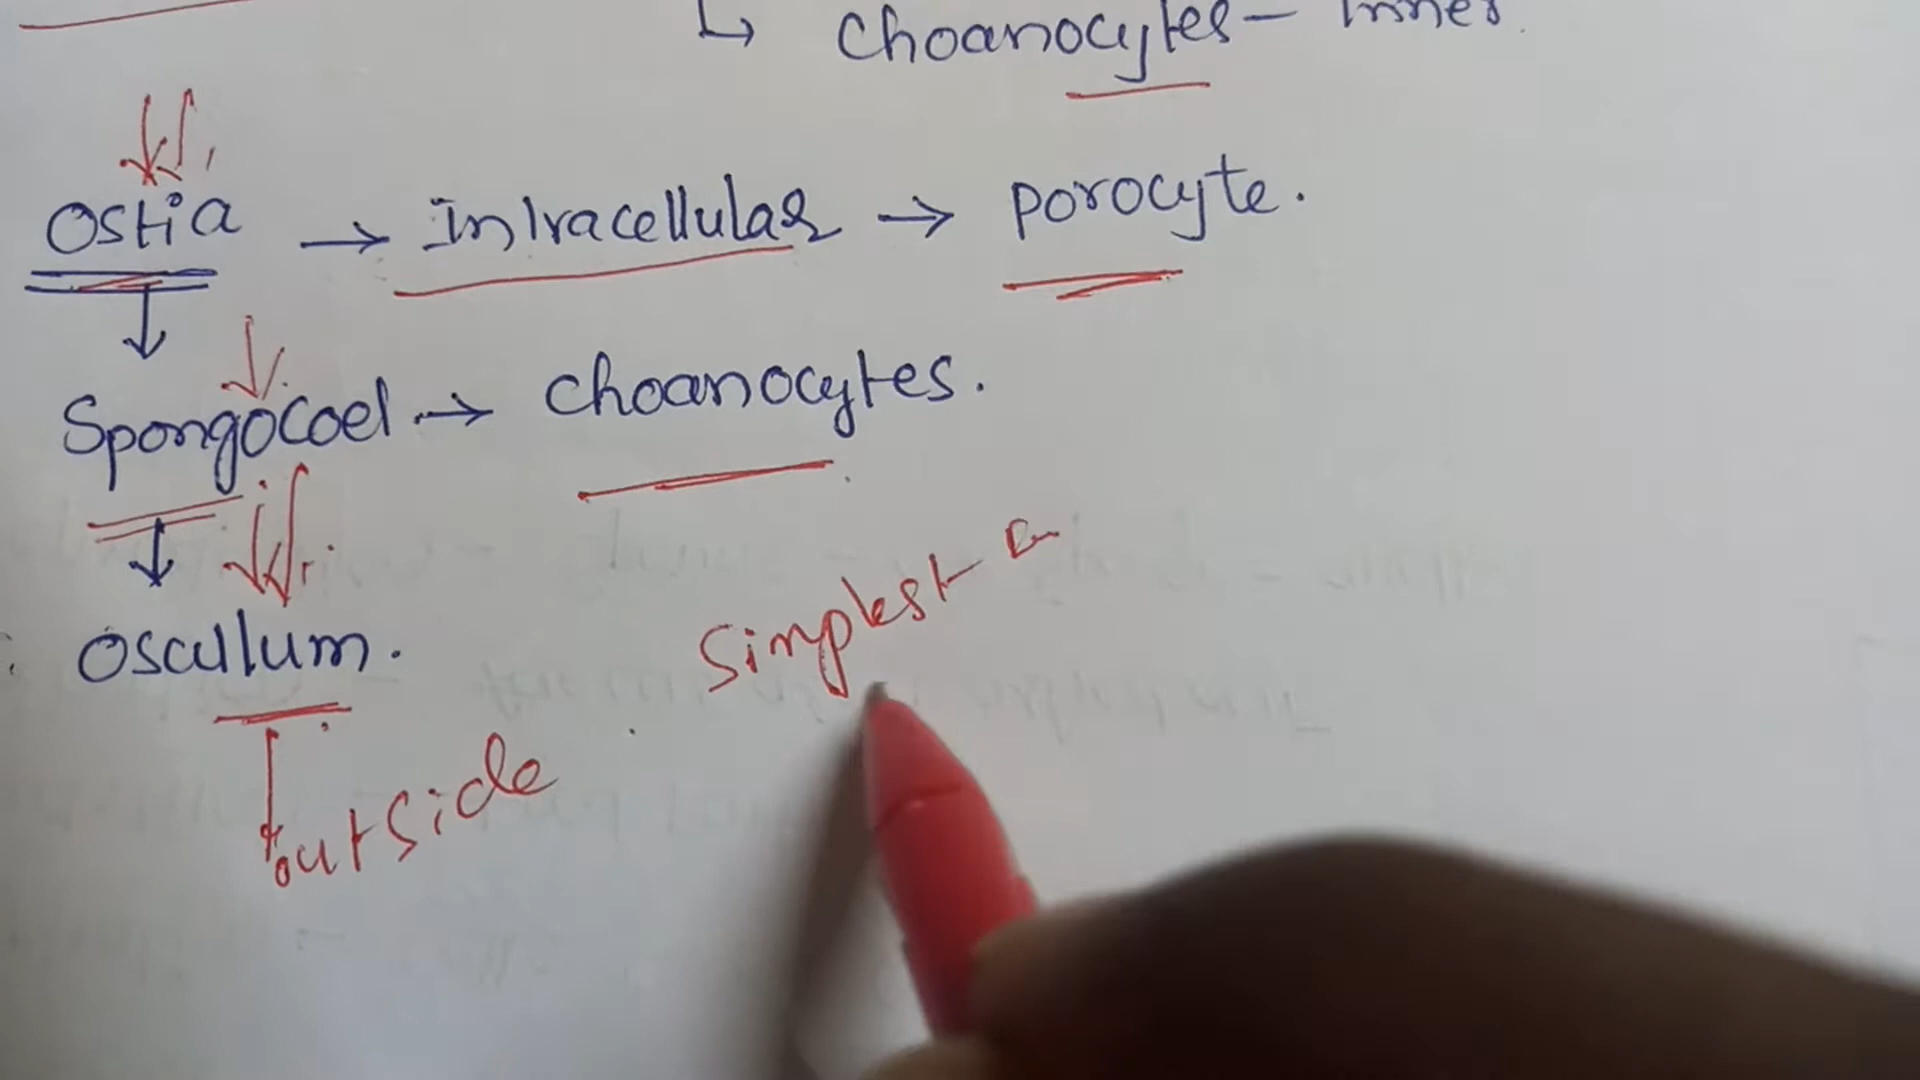 ↳ Choanocytes - Inner
Ostia → Intracellular → porocyte.
↓
Spongocoel → choanocytes.
↓
Osculum.
Simplest
outside